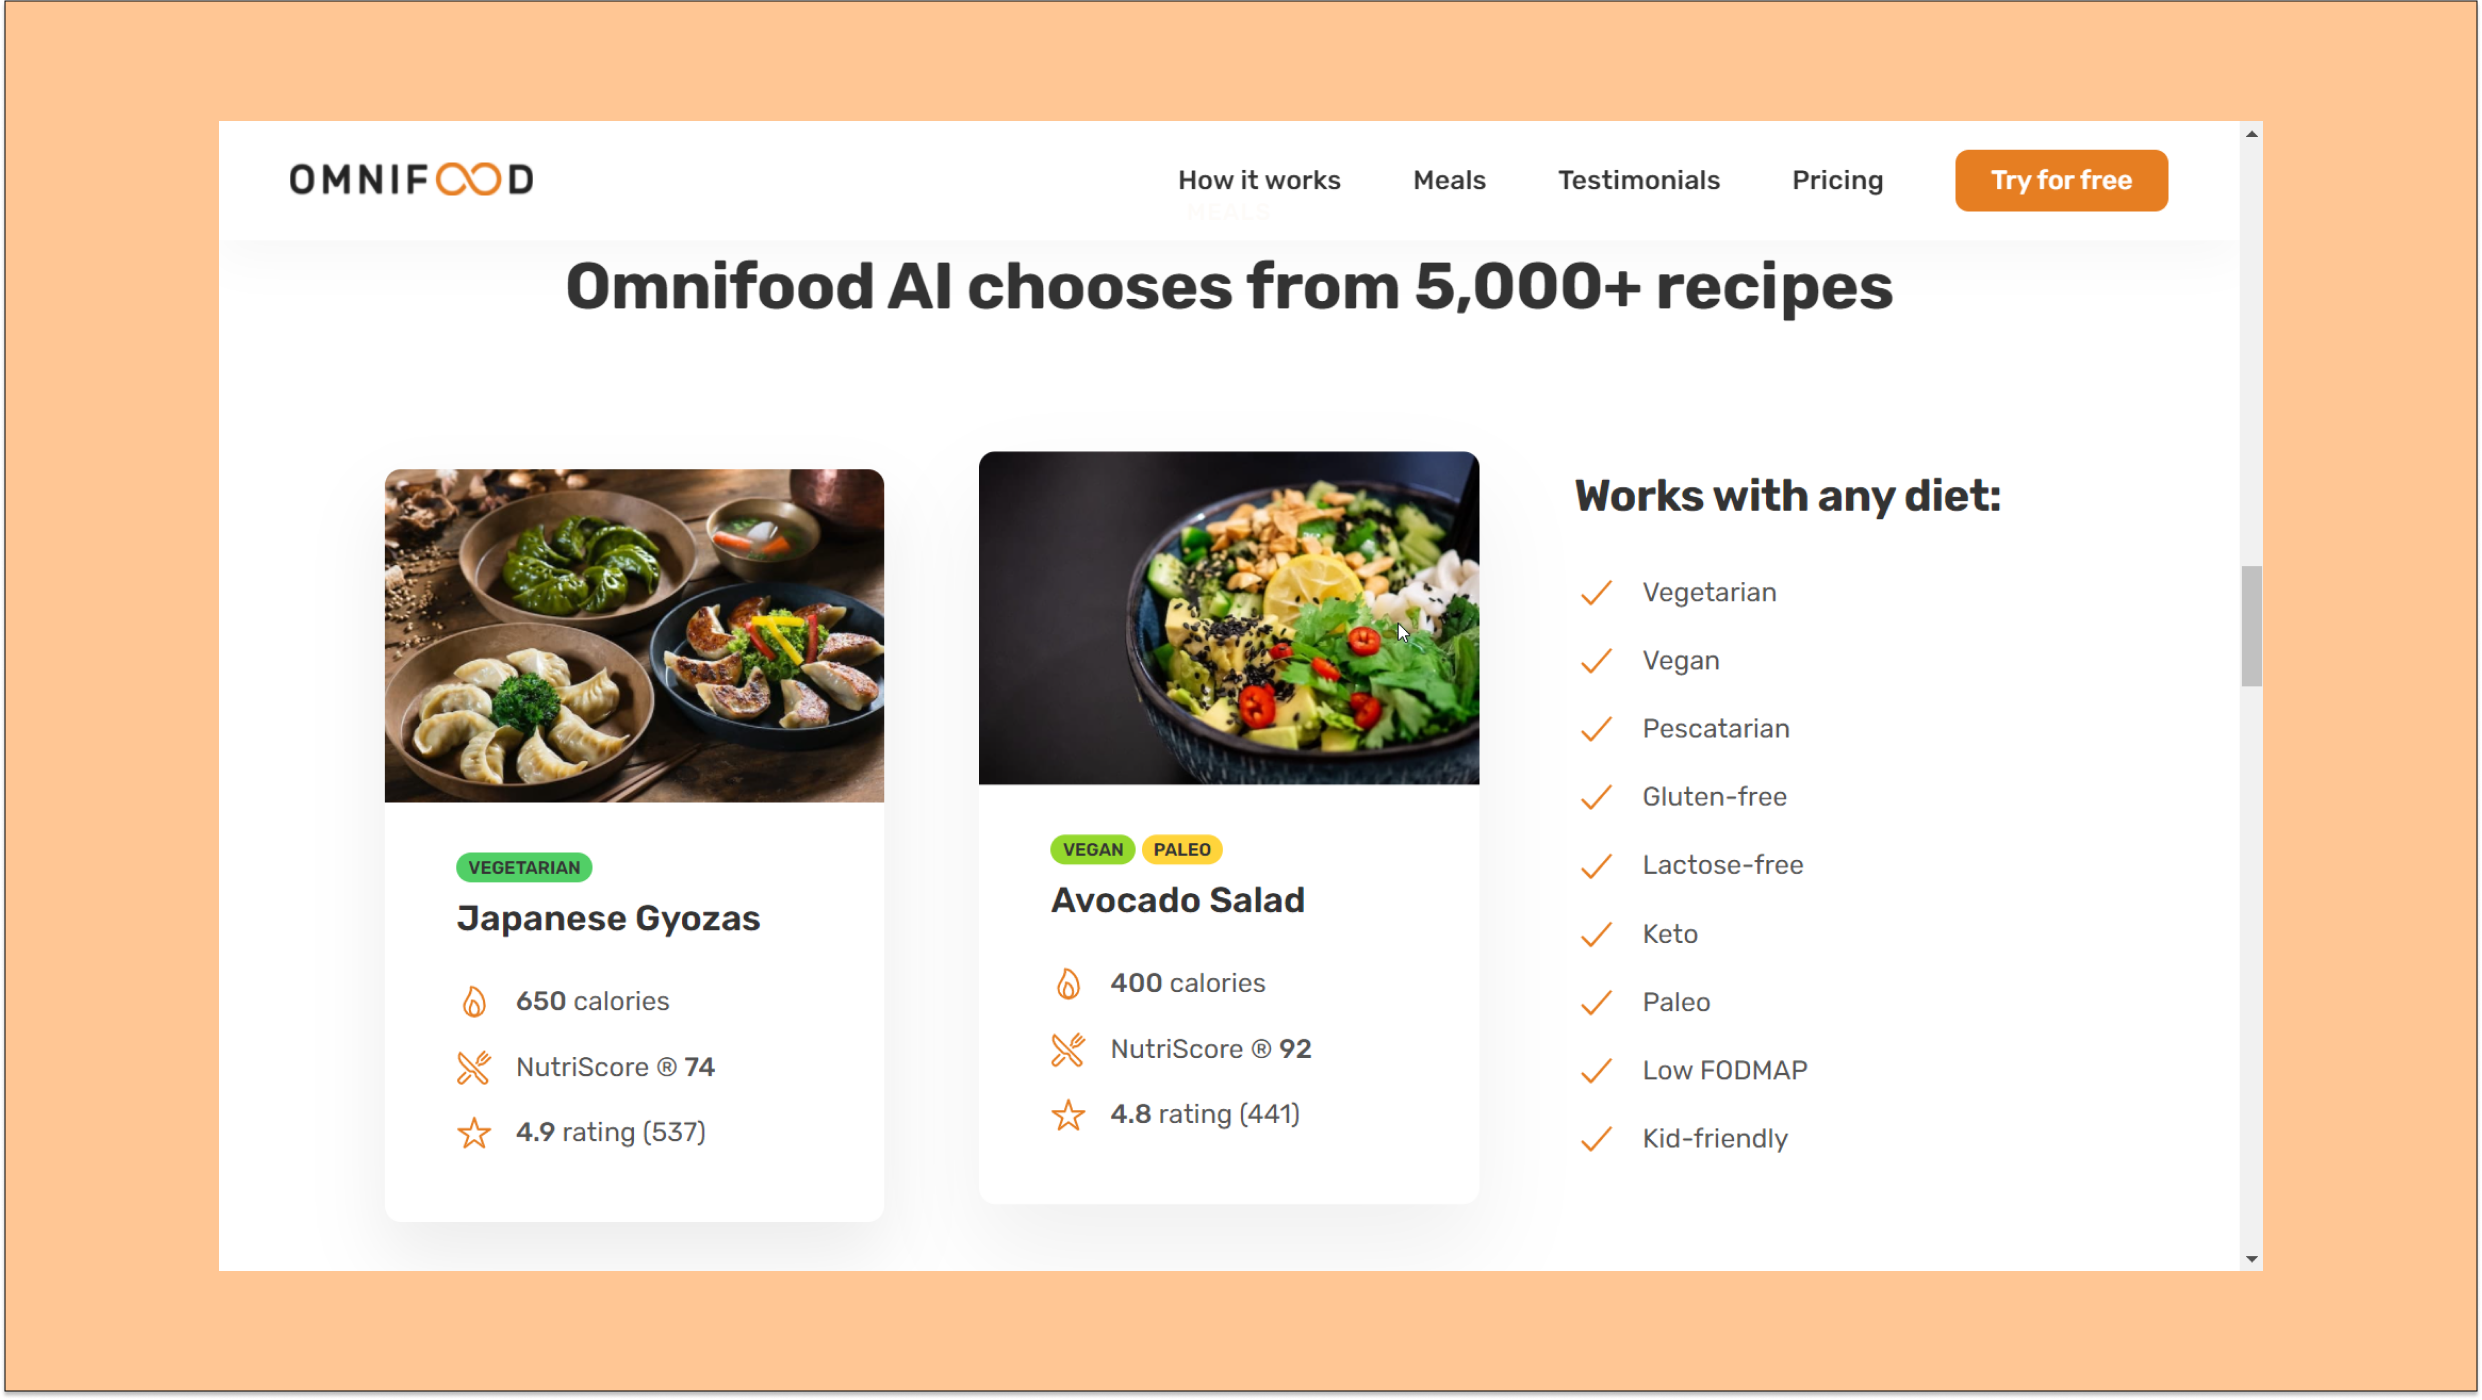 OMNIFOOD
How it works
Meals
Testimonials
Pricing
Try for free
MEALS
Omnifood AI chooses from 5,000+ recipes
VEGETARIAN
Japanese Gyozas
650 calories
NutriScore ® 74
4.9 rating (537)
VEGAN PALEO
Avocado Salad
400 calories
NutriScore ® 92
4.8 rating (441)
Works with any diet:
Vegetarian
Vegan
Pescatarian
Gluten-free
Lactose-free
Keto
Paleo
Low FODMAP
Kid-friendly